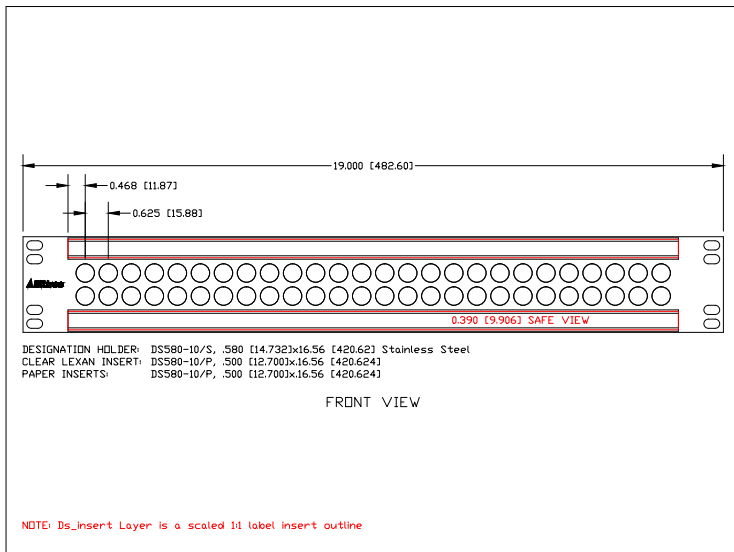 19.000 [482.60]
0.468 [11.87]
0.625 [15.88]
0.390 [9.906] SAFE VIEW
DESIGNATION HOLDER: DS580-10/S, .580 [14.732]x16.56 [420.62] Stainless Steel
CLEAR LEXAN INSERT: DS580-10/P, .500 [12.700]x.16.56 [420.624]
PAPER INSERTS: DS580-10/P, .500 [12.700]x.16.56 [420.624]
FRONT VIEW
NOTE: Ds_insert Layer is a scaled 1:1 label insert outline